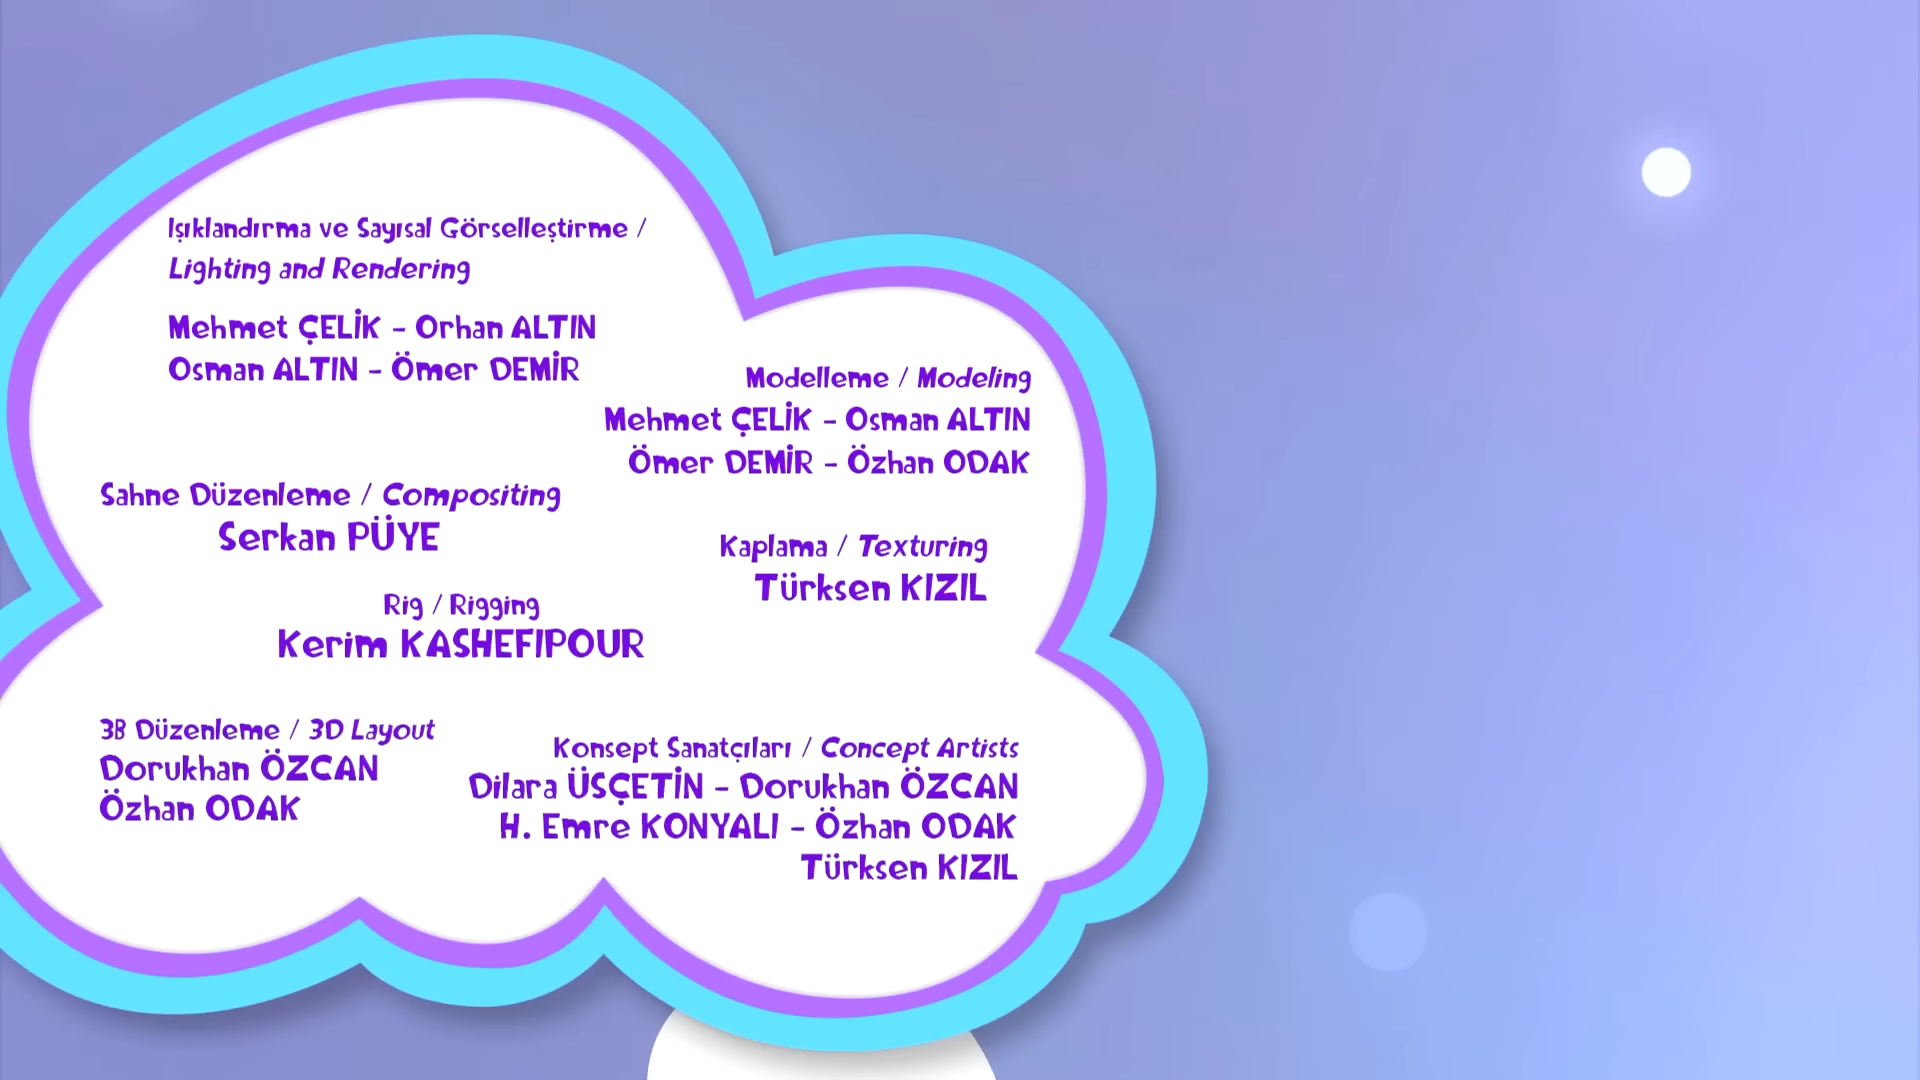 Işıklandırma ve Sayısal Görselleştirme /
Lighting and Rendering
Mehmet ÇELİK - Orhan ALTIN
Osman ALTIN - Ömer DEMİR
Modelleme / Modeling
Mehmet ÇELİK - Osman ALTIN
Ömer DEMİR - Özhan ODAK
Sahne Düzenleme / Compositing
Serkan PÜYE
Kaplama / Texturing
Türksen KIZIL
Rig / Rigging
Kerim KASHEFIPOUR
3B Düzenleme / 3D Layout
Dorukhan ÖZCAN
Özhan ODAK
Konsept Sanatçıları / Concept Artists
Dilara ÜSÇETİN - Dorukhan ÖZCAN
H. Emre KONYALI - Özhan ODAK
Türksen KIZIL